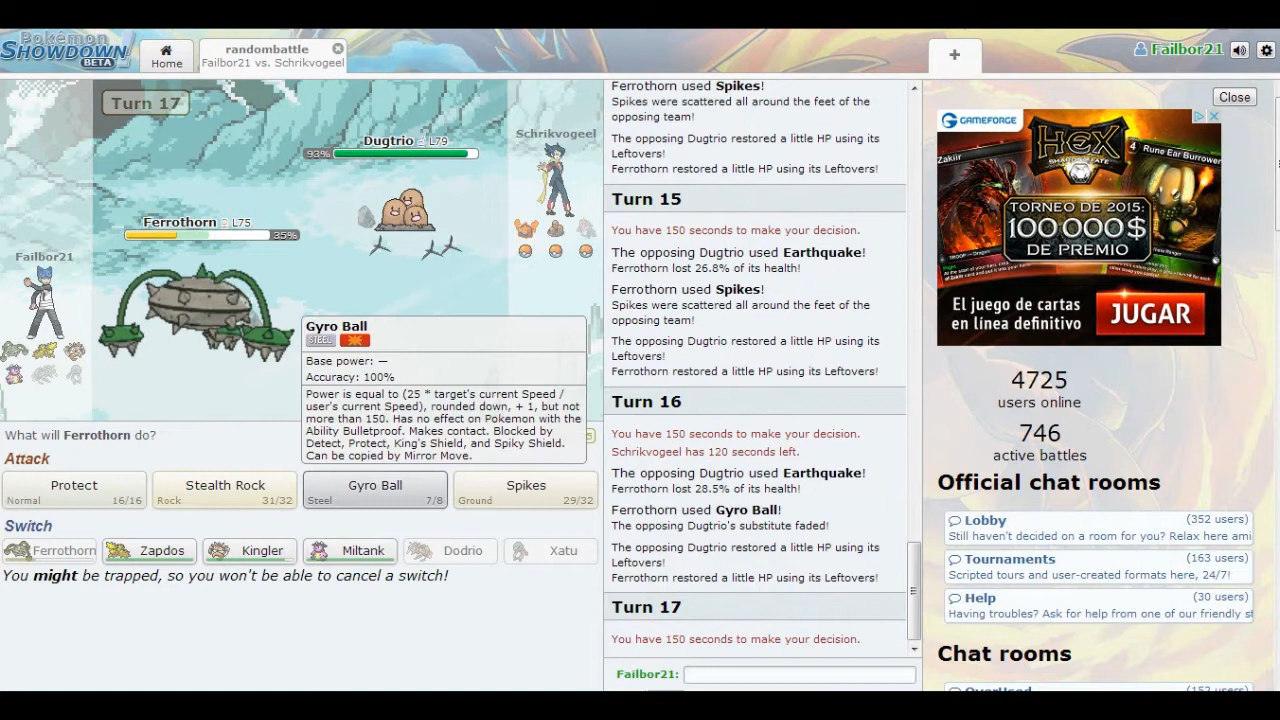 Pokémon
SHOWDOWN
BETA
Home
randombattle
Failbor21 vs. Schrikvogeel
+
Failbor21
Turn 17
Dugtrio L79
93%
Schrikvogeel
Ferrothorn L75
35%
Failbor21
Gyro Ball
STEEL
Base power: —
Accuracy: 100%
Power is equal to (25 * target's current Speed /
user's current Speed), rounded down, + 1, but not
more than 150. Has no effect on Pokemon with the
Ability Bulletproof. Makes contact. Blocked by
Detect, Protect, King's Shield, and Spiky Shield.
Can be copied by Mirror Move.
What will Ferrothorn do?
Attack
Protect
Normal 16/16
Stealth Rock
Rock 31/32
Gyro Ball
Steel 7/8
Spikes
Ground 29/32
Switch
Ferrothorn
Zapdos
Kingler
Miltank
Dodrio
Xatu
You might be trapped, so you won't be able to cancel a switch!
Ferrothorn used Spikes!
Spikes were scattered all around the feet of the
opposing team!
The opposing Dugtrio restored a little HP using its
Leftovers!
Ferrothorn restored a little HP using its Leftovers!
Turn 15
You have 150 seconds to make your decision.
The opposing Dugtrio used Earthquake!
Ferrothorn lost 26.8% of its health!
Ferrothorn used Spikes!
Spikes were scattered all around the feet of the
opposing team!
The opposing Dugtrio restored a little HP using its
Leftovers!
Ferrothorn restored a little HP using its Leftovers!
Turn 16
You have 150 seconds to make your decision.
Schrikvogeel has 120 seconds left.
The opposing Dugtrio used Earthquake!
Ferrothorn lost 28.5% of its health!
Ferrothorn used Gyro Ball!
The opposing Dugtrio's substitute faded!
The opposing Dugtrio restored a little HP using its
Leftovers!
Ferrothorn restored a little HP using its Leftovers!
Turn 17
You have 150 seconds to make your decision.
Failbor21:
Close
GAMEFORGE
HEX
SHARDS OF FATE
Zakiir
4 Rune Ear Burrower
TROOP
TORNEO DE 2015:
100 000$
DE PREMIO
El juego de cartas
en línea definitivo
JUGAR
4725
users online
746
active battles
Official chat rooms
Lobby (352 users)
Still haven't decided on a room for you? Relax here ami
Tournaments (163 users)
Scripted tours and user-created formats here, 24/7!
Help (30 users)
Having troubles? Ask for help from one of our friendly st
Chat rooms
OverUsed (152 users)